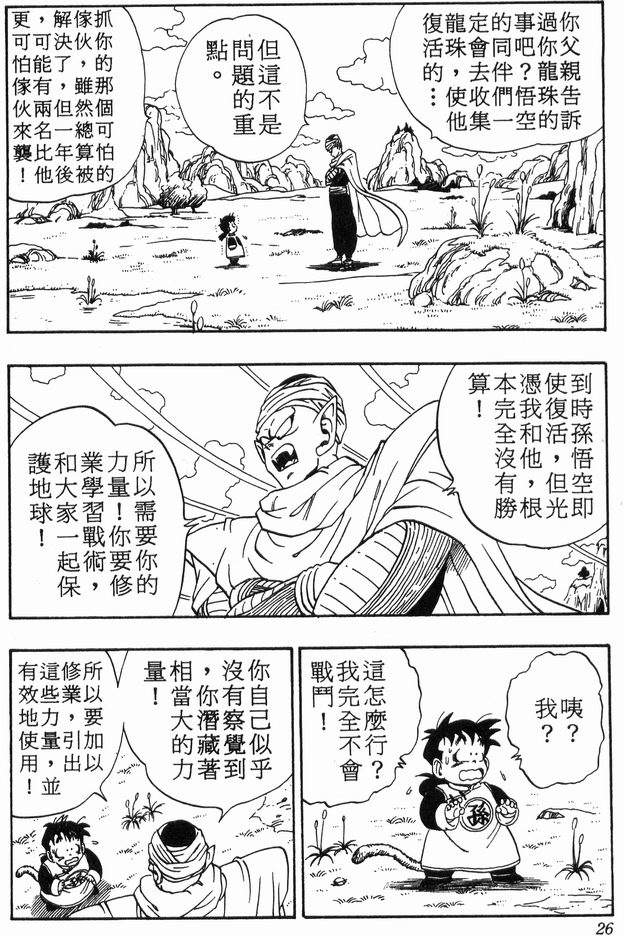 你父親告訴
過你龍珠的
事吧？悟空
的同伴們一
定會去收集
龍珠，使他
復活的…
但這不是
問題的重
點。
抓你的那個可怕的
傢伙，雖然總算被
解決了，但一年後
，可能有兩名比他
更可怕傢伙來襲！
到時孫悟空即
使復活，但光
憑我和他，根
本完全沒有勝
算！
所以需要你的
力量！你要修
業學習戰術，
和大家一起保
護地球！
咦？
我？
這怎麼行？
我完全不會
戰鬥！
孫
你自己似乎
沒有察覺到
，你潛藏著
相當大的力
量！
所以要加以
修業，引出
這些力量，並
有效地使用！
26